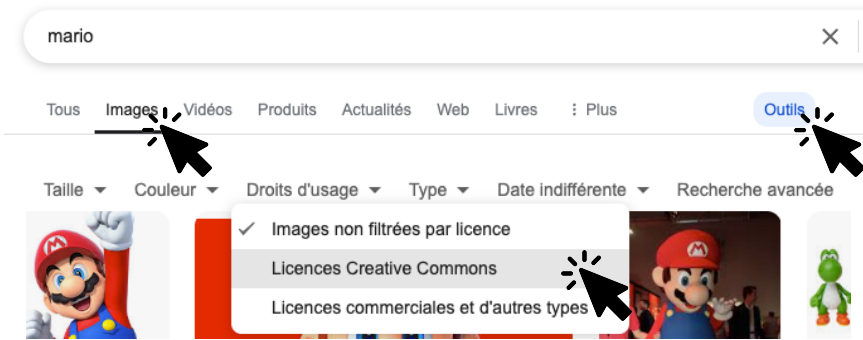 mario
Tous Images Vidéos Produits Actualités Web Livres Plus Outils
Taille Couleur Droits d'usage Type Date indifférente Recherche avancée
Images non filtrées par licence
Licences Creative Commons
Licences commerciales et d'autres types